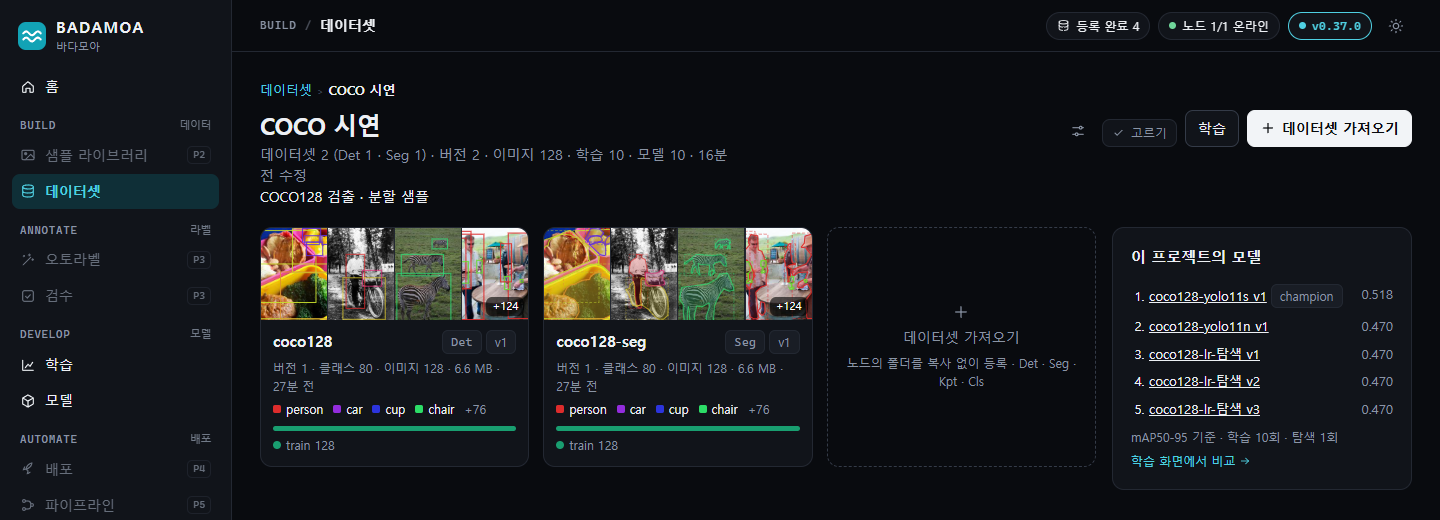 BADAMOA
바다모아
홈
BUILD 데이터
샘플 라이브러리 P2
데이터셋
ANNOTATE 라벨
오토라벨 P3
검수 P3
DEVELOP 모델
학습
모델
AUTOMATE 배포
배포 P4
파이프라인 P5
BUILD / 데이터셋
등록 완료 4
노드 1/1 온라인
v0.37.0
데이터셋 › COCO 시연
COCO 시연
데이터셋 2 (Det 1 · Seg 1) · 버전 2 · 이미지 128 · 학습 10 · 모델 10 · 16분
전 수정
COCO128 검출 · 분할 샘플
고르기
학습
+ 데이터셋 가져오기
+124
coco128 Det v1
버전 1 · 클래스 80 · 이미지 128 · 6.6 MB ·
27분 전
person car cup chair +76
train 128
+124
coco128-seg Seg v1
버전 1 · 클래스 80 · 이미지 128 · 6.6 MB ·
27분 전
person car cup chair +76
train 128
+
데이터셋 가져오기
노드의 폴더를 복사 없이 등록 · Det · Seg ·
Kpt · Cls
이 프로젝트의 모델
1. coco128-yolo11s v1 champion 0.518
2. coco128-yolo11n v1 0.470
3. coco128-lr-탐색 v1 0.470
4. coco128-lr-탐색 v2 0.470
5. coco128-lr-탐색 v3 0.470
mAP50-95 기준 · 학습 10회 · 탐색 1회
학습 화면에서 비교 →